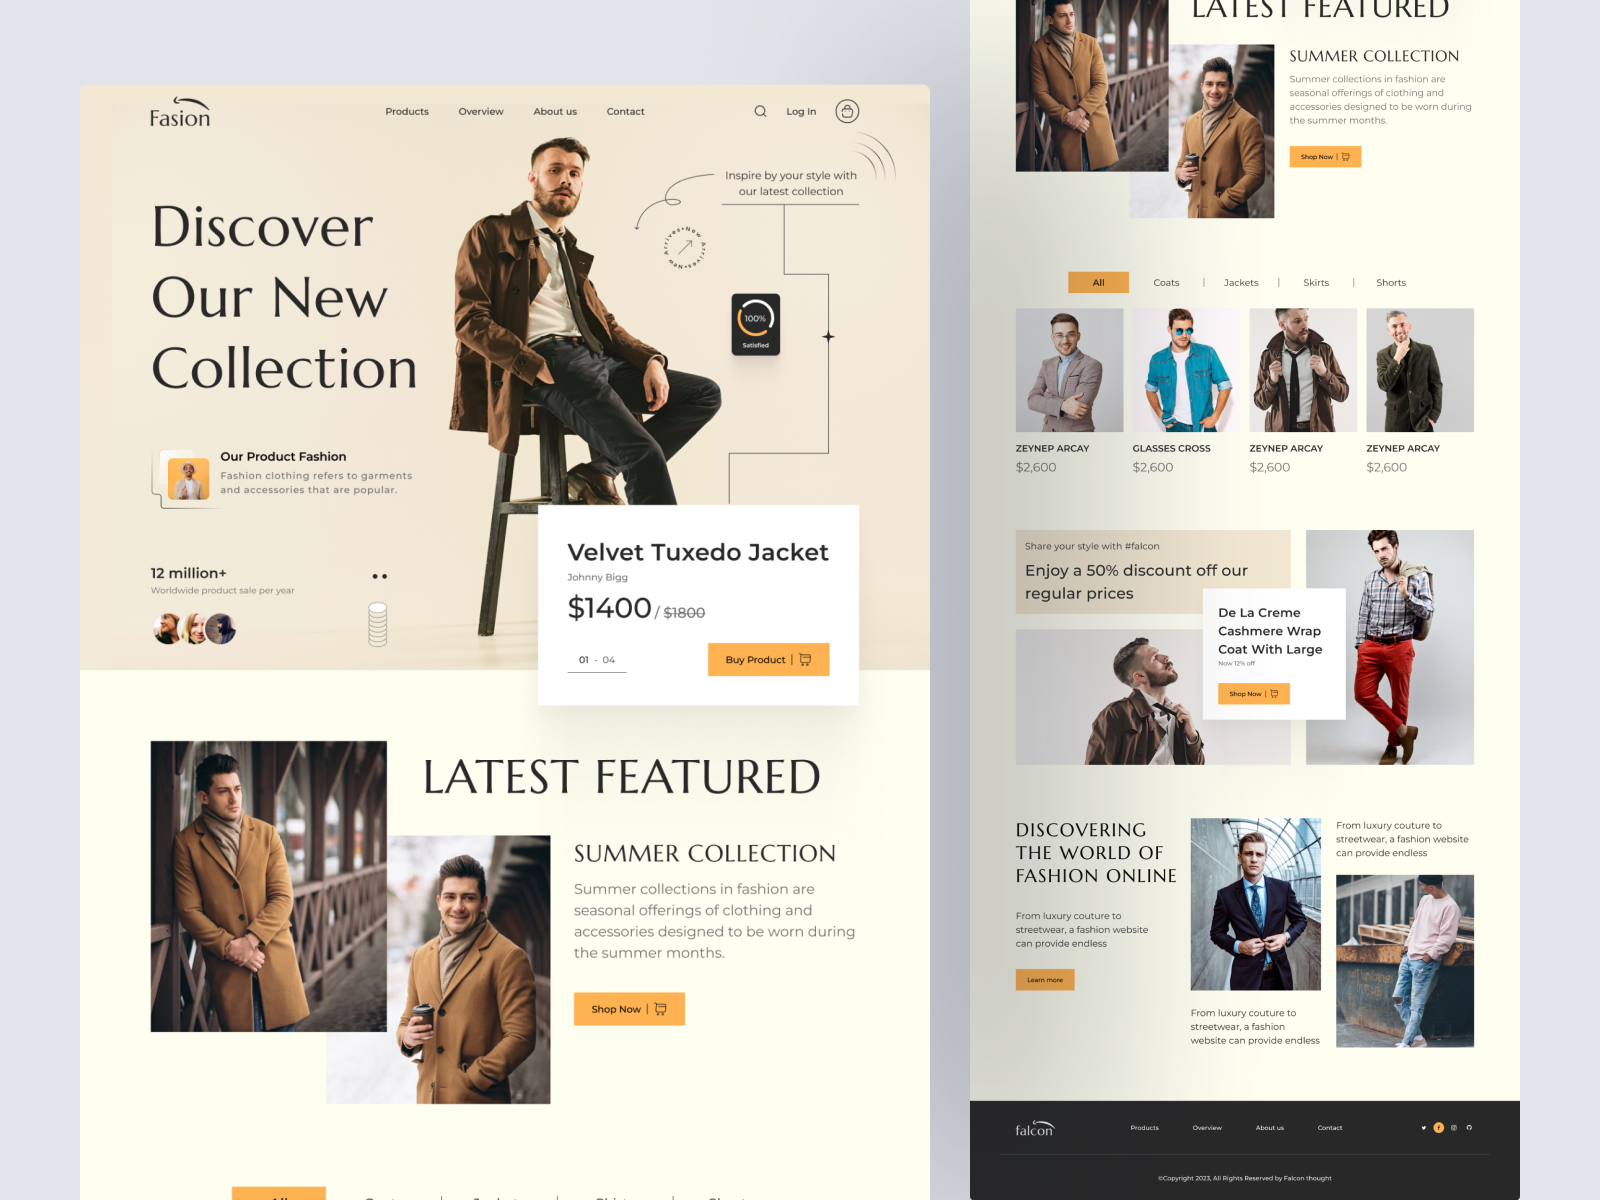 Fasion
Products
Overview
About us
Contact
Log In
Discover
Our New
Collection
Inspire by your style with
our latest collection
New Arrives • New Arrives •
100%
Satisfied
Our Product Fashion
Fashion clothing refers to garments
and accessories that are popular.
12 million+
Worldwide product sale per year
Velvet Tuxedo Jacket
Johnny Bigg
$1400 / $1800
01 - 04
Buy Product |
LATEST FEATURED
SUMMER COLLECTION
Summer collections in fashion are
seasonal offerings of clothing and
accessories designed to be worn during
the summer months.
Shop Now |
LATEST FEATURED
SUMMER COLLECTION
Summer collections in fashion are
seasonal offerings of clothing and
accessories designed to be worn during
the summer months.
Shop Now |
All
Coats
Jackets
Skirts
Shorts
ZEYNEP ARCAY
$2,600
GLASSES CROSS
$2,600
ZEYNEP ARCAY
$2,600
ZEYNEP ARCAY
$2,600
Share your style with #falcon
Enjoy a 50% discount off our
regular prices
De La Creme
Cashmere Wrap
Coat With Large
Now 12% off
Shop Now |
DISCOVERING
THE WORLD OF
FASHION ONLINE
From luxury couture to
streetwear, a fashion website
can provide endless
Learn more
From luxury couture to
streetwear, a fashion
website can provide endless
From luxury couture to
streetwear, a fashion website
can provide endless
falcon
Products
Overview
About us
Contact
©Copyright 2023, All Rights Reserved by Falcon thought